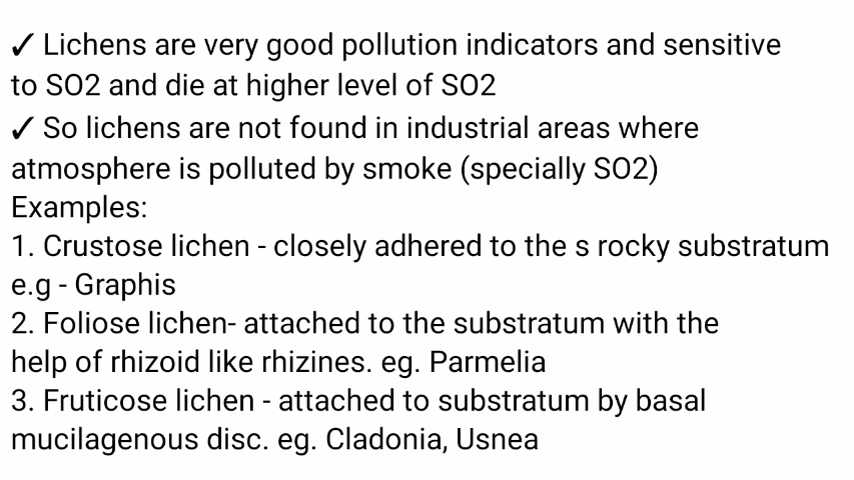 ✓ Lichens are very good pollution indicators and sensitive
to SO2 and die at higher level of SO2
✓ So lichens are not found in industrial areas where
atmosphere is polluted by smoke (specially SO2)
Examples:
1. Crustose lichen - closely adhered to the s rocky substratum
e.g - Graphis
2. Foliose lichen- attached to the substratum with the
help of rhizoid like rhizines. eg. Parmelia
3. Fruticose lichen - attached to substratum by basal
mucilagenous disc. eg. Cladonia, Usnea